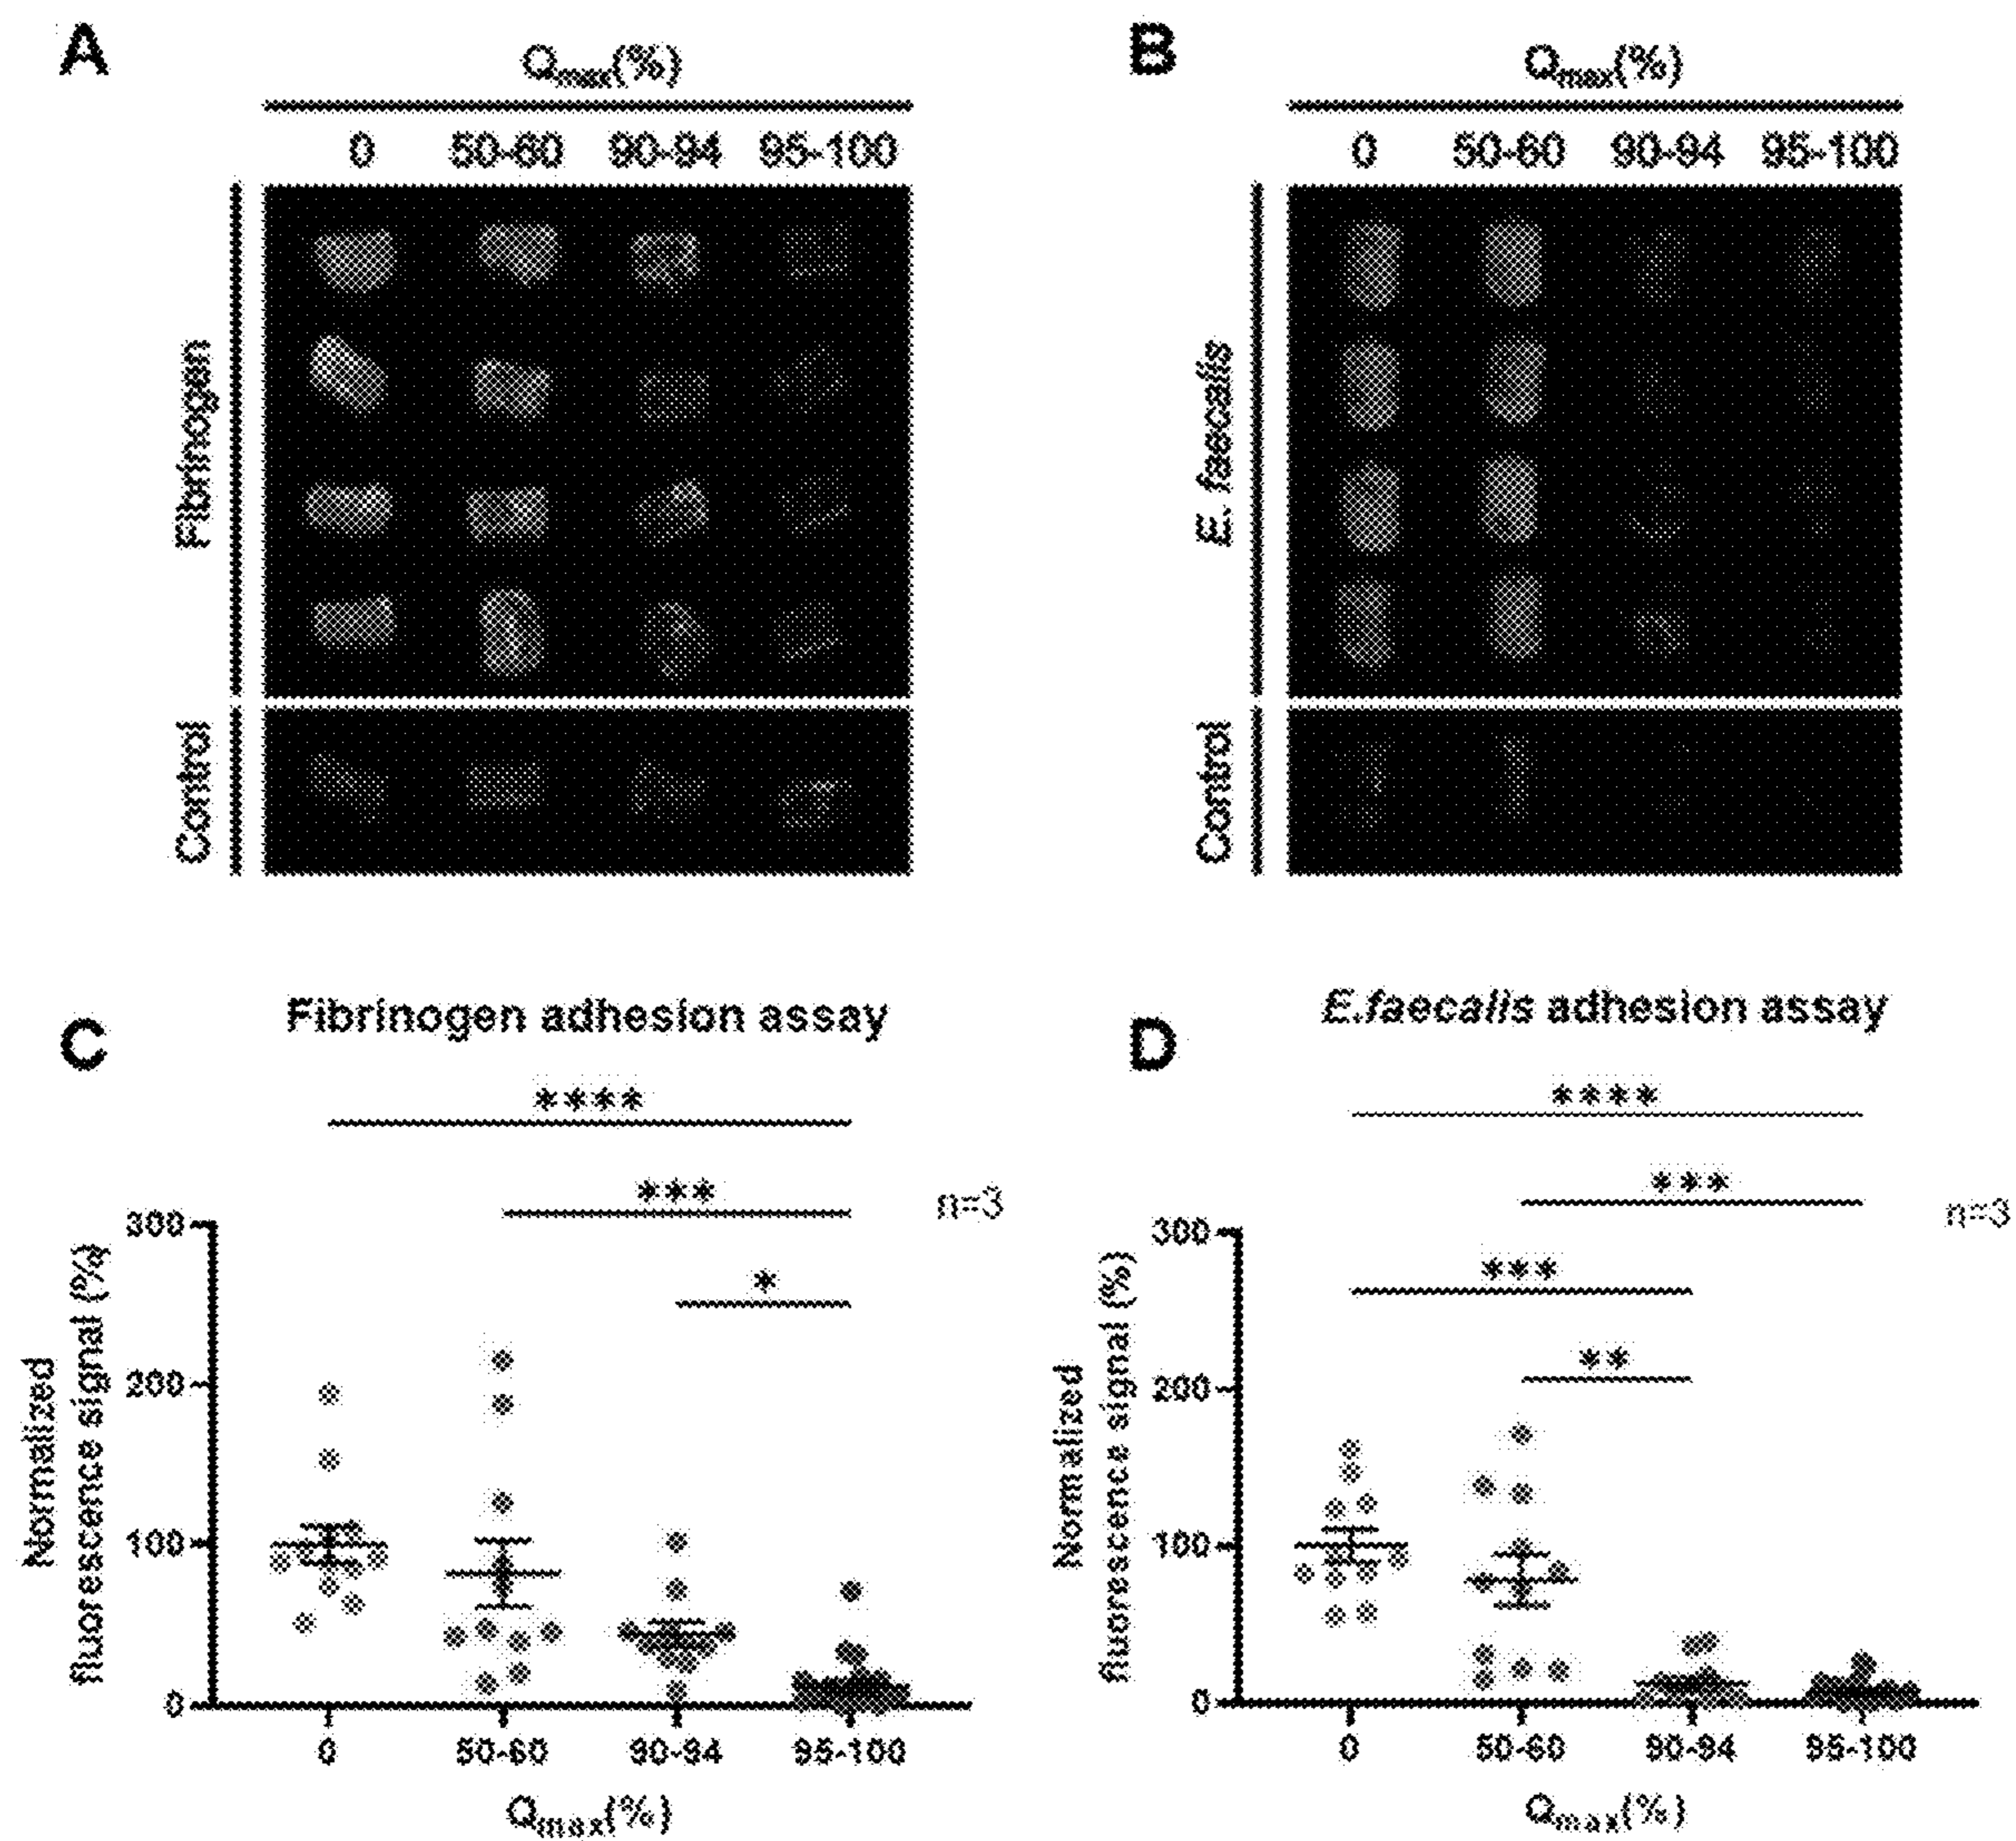 A
Qmax(%)
0 50-60 90-94 95-100
Fibrinogen
Control
B
Qmax(%)
0 50-60 90-94 95-100
E. faecalis
Control
C
Fibrinogen adhesion assay
****
***
*
n=3
Normalized
fluorescence signal (%)
300
200
100
0
0 50-60 90-94 95-100
Qmax(%)
D
E.faecalis adhesion assay
****
***
***
**
n=3
Normalized
fluorescence signal (%)
300
200
100
0
0 50-60 90-94 95-100
Qmax(%)